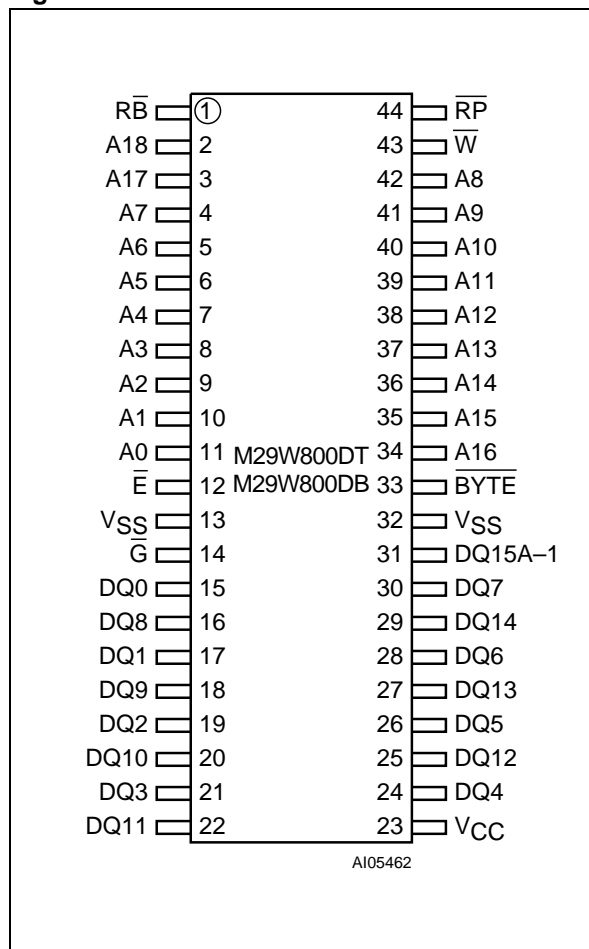 RB̅ 1 44 R̅P̅
A18 2 43 W̅
A17 3 42 A8
A7 4 41 A9
A6 5 40 A10
A5 6 39 A11
A4 7 38 A12
A3 8 37 A13
A2 9 36 A14
A1 10 35 A15
A0 11 M29W800DT 34 A16
E̅ 12 M29W800DB 33 B̅Y̅T̅E̅
VSS 13 32 VSS
G̅ 14 31 DQ15A–1
DQ0 15 30 DQ7
DQ8 16 29 DQ14
DQ1 17 28 DQ6
DQ9 18 27 DQ13
DQ2 19 26 DQ5
DQ10 20 25 DQ12
DQ3 21 24 DQ4
DQ11 22 23 VCC
AI05462